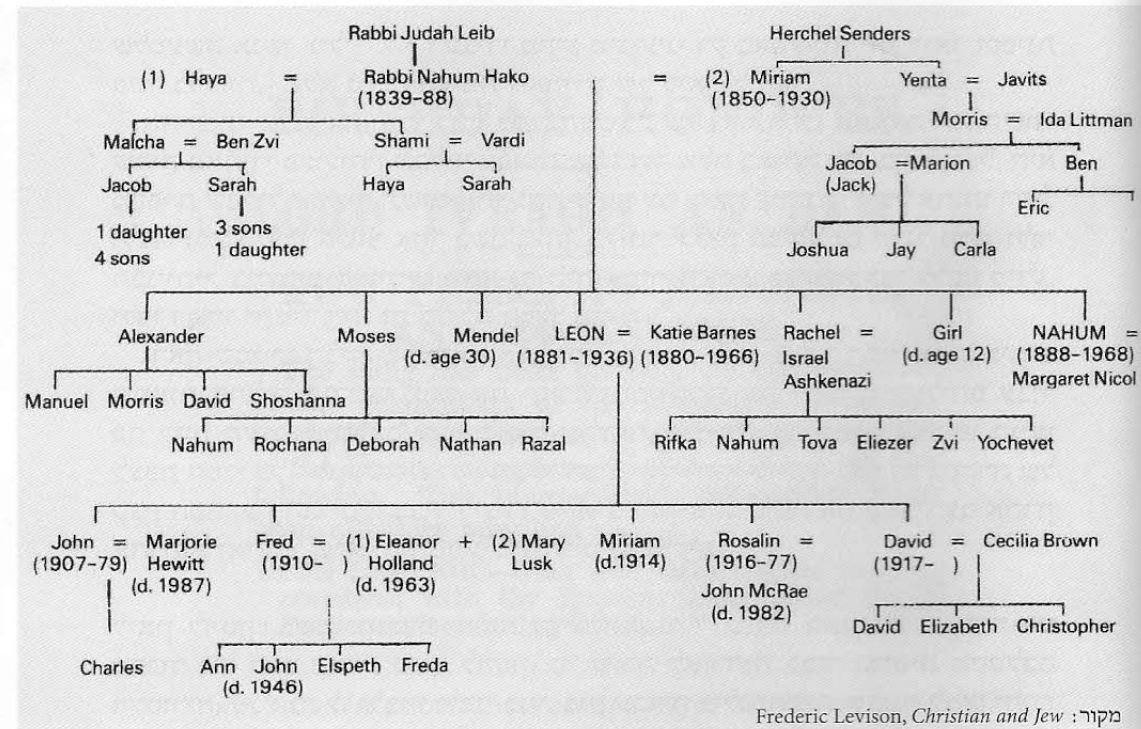 Rabbi Judah Leib Herchel Senders
(1) Haya = Rabbi Nahum Hako = (2) Miriam Yenta = Javits
(1839-88) (1850-1930)
Morris = Ida Littman
Malcha = Ben Zvi Shami = Vardi
Jacob =Marion Ben
(Jack)
Jacob Sarah Haya Sarah
Eric
1 daughter 3 sons
4 sons 1 daughter
Joshua Jay Carla
Alexander Moses Mendel LEON = Katie Barnes Rachel = Girl NAHUM =
(d. age 30) (1881-1936) (1880-1966) Israel (d. age 12) (1888-1968)
Ashkenazi Margaret Nicol
Manuel Morris David Shoshanna
Nahum Rochana Deborah Nathan Razal Rifka Nahum Tova Eliezer Zvi Yochevet
John = Marjorie Fred = (1) Eleanor + (2) Mary Miriam Rosalin = David = Cecilia Brown
(1907-79) Hewitt (1910- ) Holland Lusk (d.1914) (1916-77) (1917- )
(d. 1987) (d. 1963) John McRae
(d. 1982)
David Elizabeth Christopher
Charles Ann John Elspeth Freda
(d. 1946)
מקור: Frederic Levison, Christian and Jew